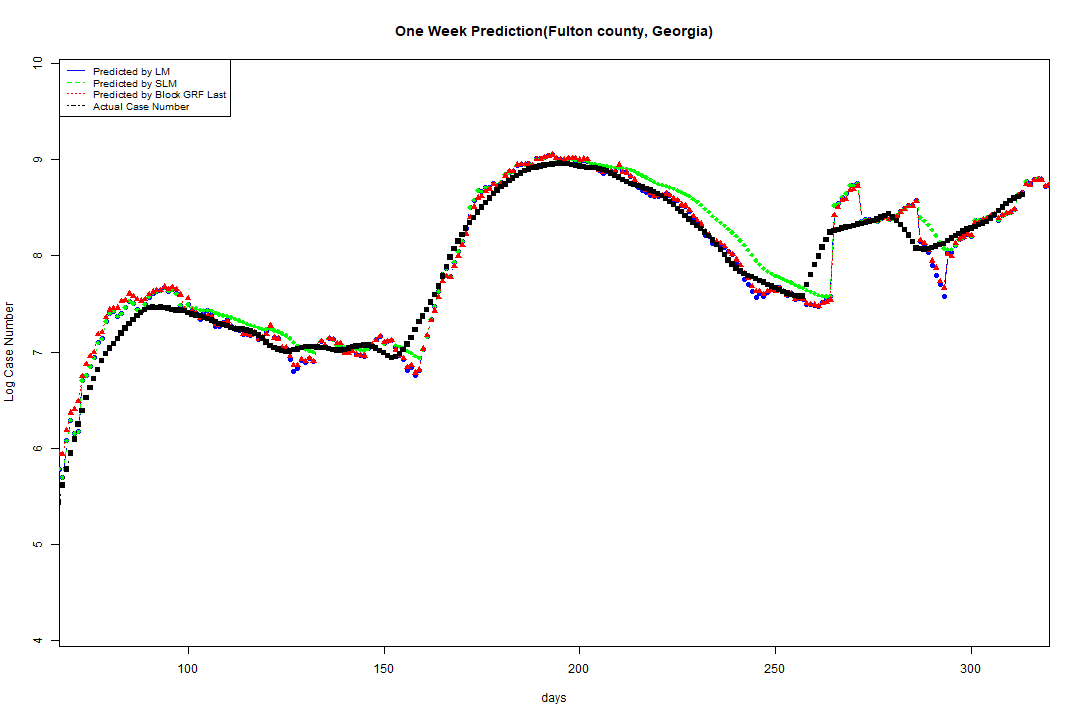 One Week Prediction(Fulton county, Georgia)
Predicted by LM
Predicted by SLM
Predicted by Block GRF Last
Actual Case Number
Log Case Number
10
9
8
7
6
5
4
100 150 200 250 300
days